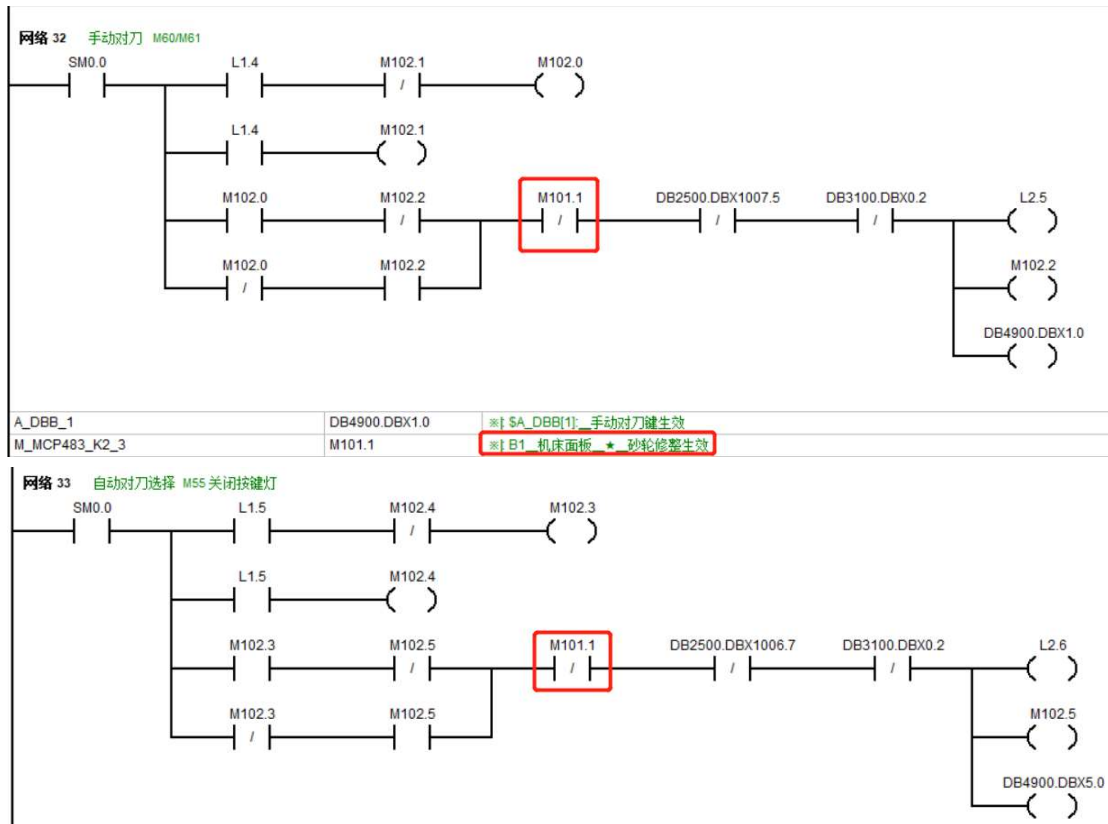 网络 32 手动对刀 M60/M61
SM0.0 L1.4 M102.1 M102.0
/
L1.4 M102.1
M102.0 M102.2 M101.1 DB2500.DBX1007.5 DB3100.DBX0.2 L2.5
/ / / /
M102.0 M102.2 M102.2
/
DB4900.DBX1.0
A_DBB_1 DB4900.DBX1.0 $A_DBB[1]:__手动对刀键生效
M_MCP483_K2_3 M101.1 B1__机床面板__★__砂轮修整生效
网络 33 自动对刀选择 M55 关闭按键灯
SM0.0 L1.5 M102.4 M102.3
/
L1.5 M102.4
M102.3 M102.5 M101.1 DB2500.DBX1006.7 DB3100.DBX0.2 L2.6
/ / / /
M102.3 M102.5 M102.5
/
DB4900.DBX5.0